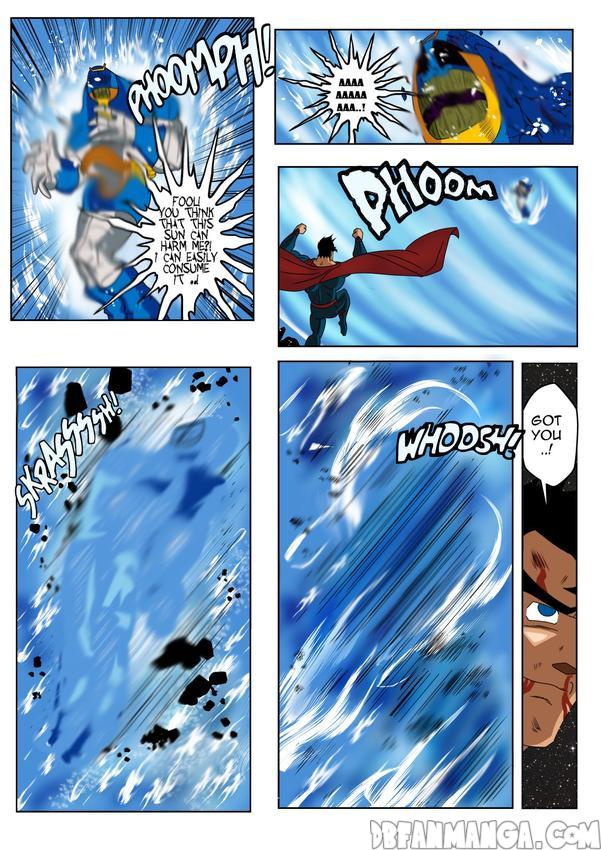 PHOOMPH!
FOOL!
YOU THINK
THAT THIS
SUN CAN
HARM ME?!
I CAN EASILY
CONSUME
IT ..!
AAAA
AAAAA
AAA..!
PHOOM
SKRASSSSH!
WHOOSH!
GOT
YOU
..!
DBFANMANGA.COM